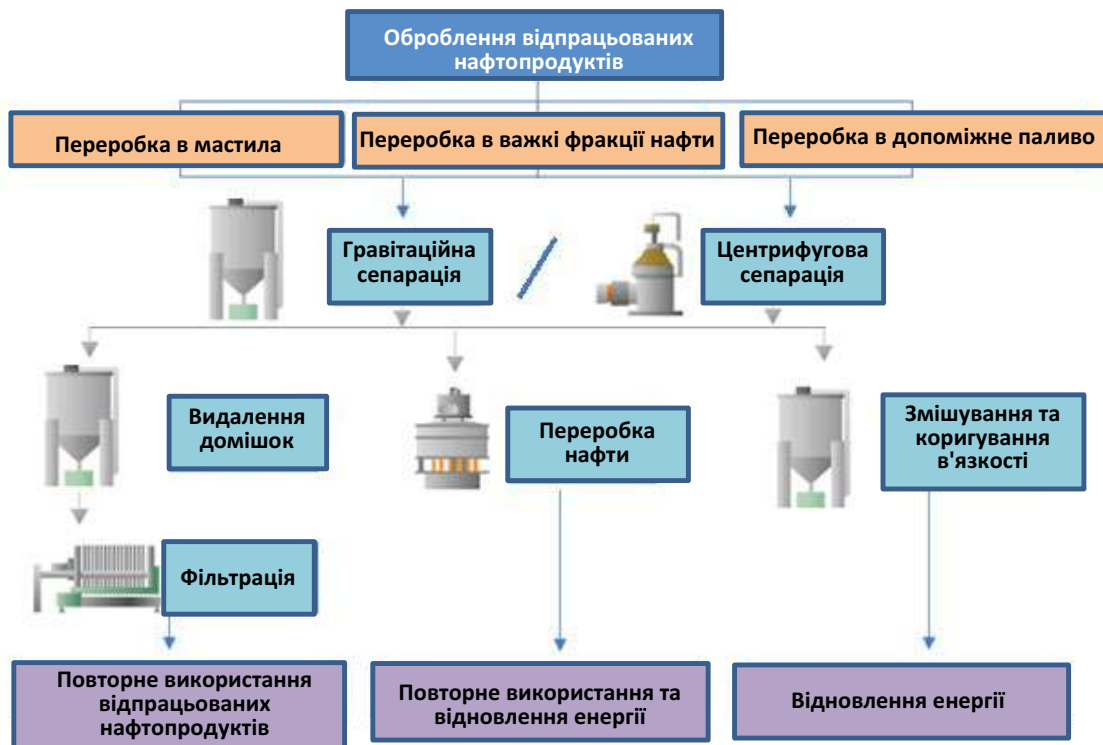 Оброблення відпрацьованих
нафтопродуктів
Переробка в мастила
Переробка в важкі фракції нафти
Переробка в допоміжне паливо
Гравітаційна
сепарація
Центрифугова
сепарація
Видалення
домішок
Переробка
нафти
Змішування та
коригування
в'язкості
Фільтрація
Повторне використання
відпрацьованих
нафтопродуктів
Повторне використання та
відновлення енергії
Відновлення енергії